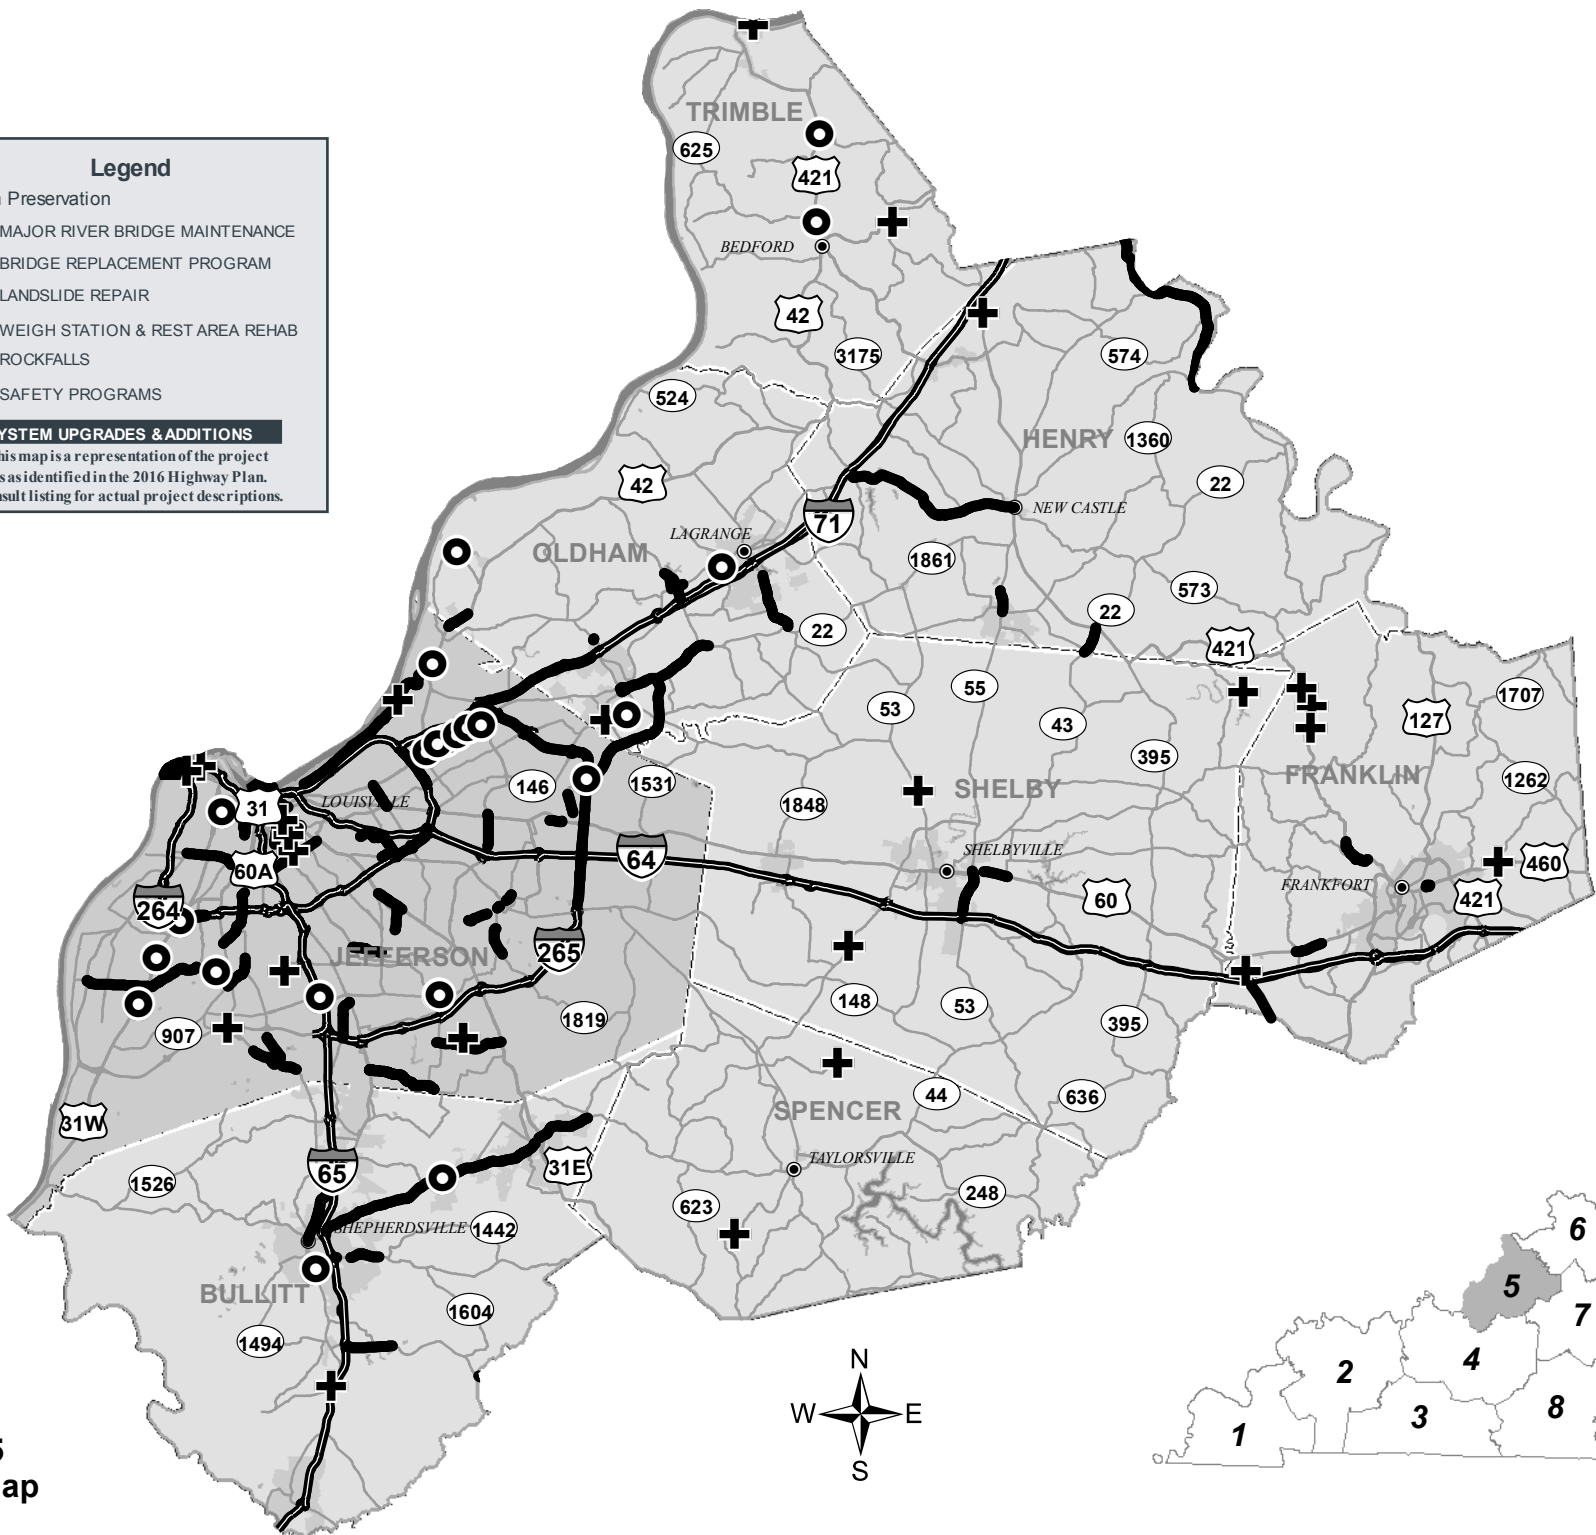 TRIMBLE
625
421
BEDFORD
42
3175
Legend
Preservation
MAJOR RIVER BRIDGE MAINTENANCE
BRIDGE REPLACEMENT PROGRAM
LANDSLIDE REPAIR
WEIGH STATION & REST AREA REHAB
ROCKFALLS
SAFETY PROGRAMS
YSTEM UPGRADES & ADDITIONS
his map is a representation of the project
s as identified in the 2016 Highway Plan.
nsult listing for actual project descriptions.
574
524
HENRY
1360
42
22
71
NEW CASTLE
LAGRANGE
OLDHAM
1861
573
22
22
421
55
53
43
1707
127
395
146
1531
SHELBY
FRANKLIN
1262
31
LOUISVILLE
1848
60A
64
SHELBYVILLE
460
264
60
FRANKFORT
421
JEFFERSON
265
148
53
395
907
1819
44
636
31W
SPENCER
65
31E
TAYLORSVILLE
1526
623
248
SHEPHERDSVILLE
1442
BULLITT
1604
1494
6
5
7
4
2
3
8
1
N
W
E
S
5
ap